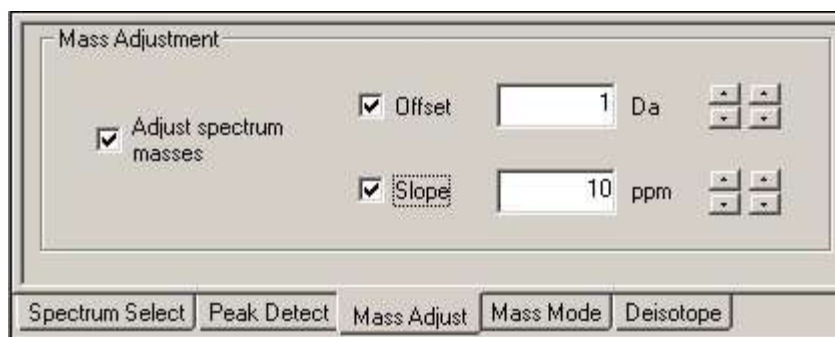 Mass Adjustment
Offset 1 Da
Adjust spectrum
masses
Slope 10 ppm
Spectrum Select Peak Detect Mass Adjust Mass Mode Deisotope